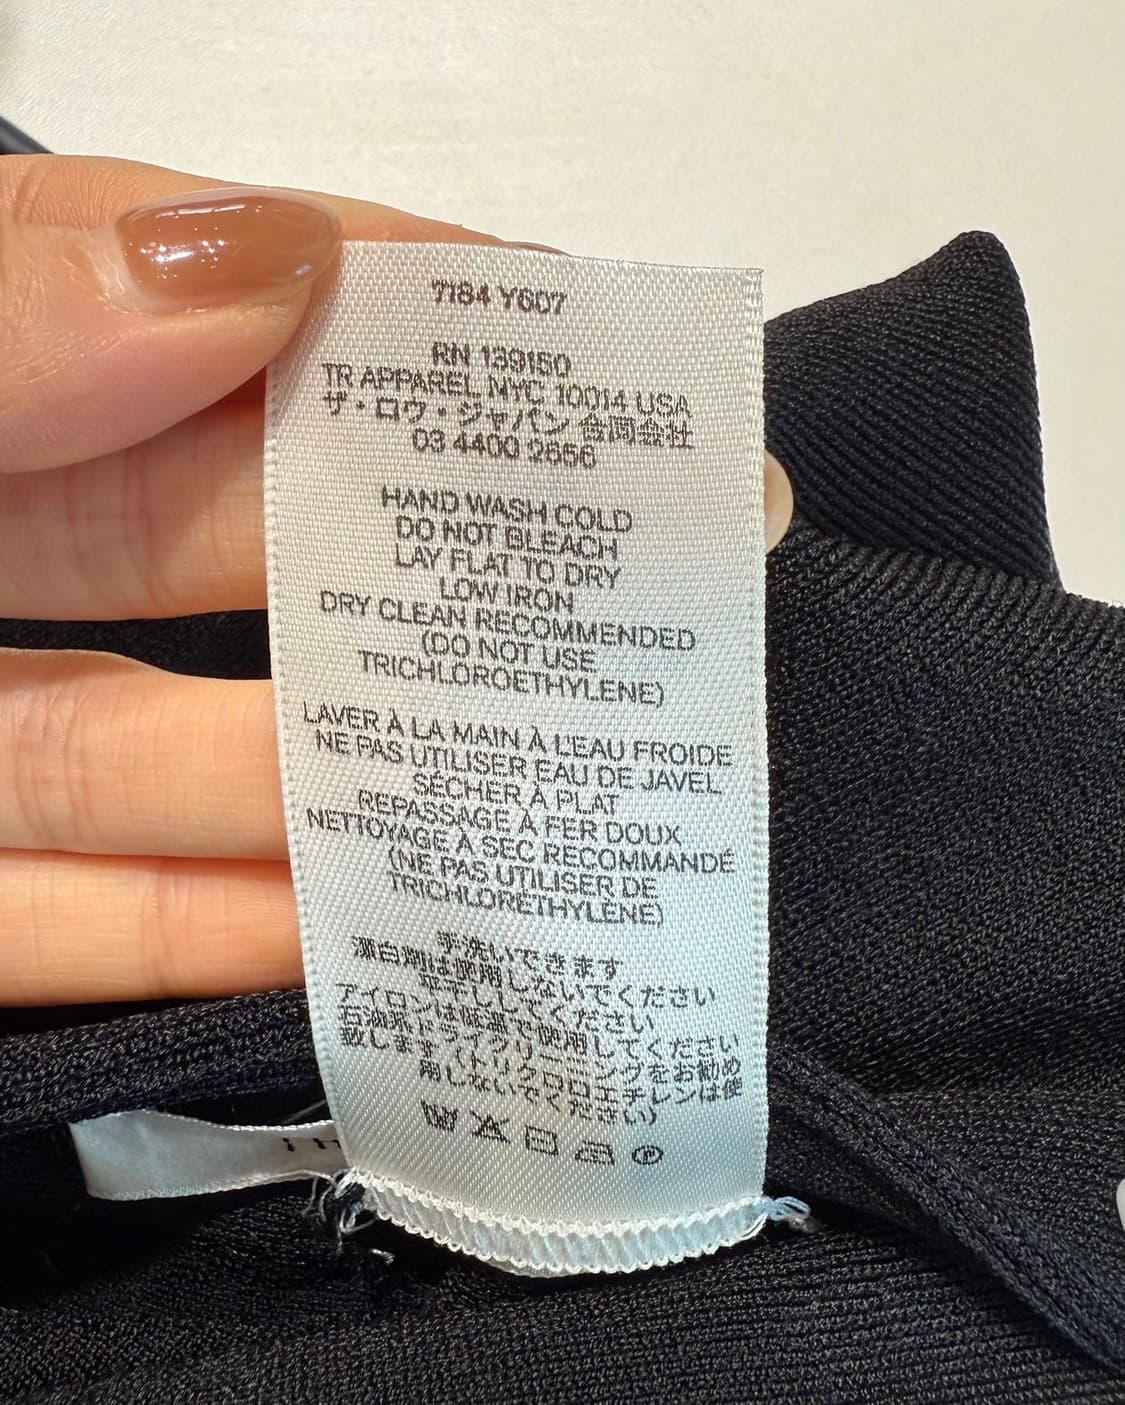 7184 Y607
RN 139150
TR APPAREL NYC 10014 USA
ザ・ロウ・ジャパン 合同会社
03 4400 2656
HAND WASH COLD
DO NOT BLEACH
LAY FLAT TO DRY
LOW IRON
DRY CLEAN RECOMMENDED
(DO NOT USE
TRICHLOROETHYLENE)
LAVER À LA MAIN À L'EAU FROIDE
NE PAS UTILISER EAU DE JAVEL
SÉCHER À PLAT
REPASSAGE À FER DOUX
NETTOYAGE À SEC RECOMMANDÉ
(NE PAS UTILISER DE
TRICHLORÉTHYLÈNE)
手洗いできます
漂白剤は使用しないでください
平干ししてください
アイロンは低温で使用してください
石油系ドライクリーニングをお勧め
致します (トリクロロエチレンは使
用しないでください)
P